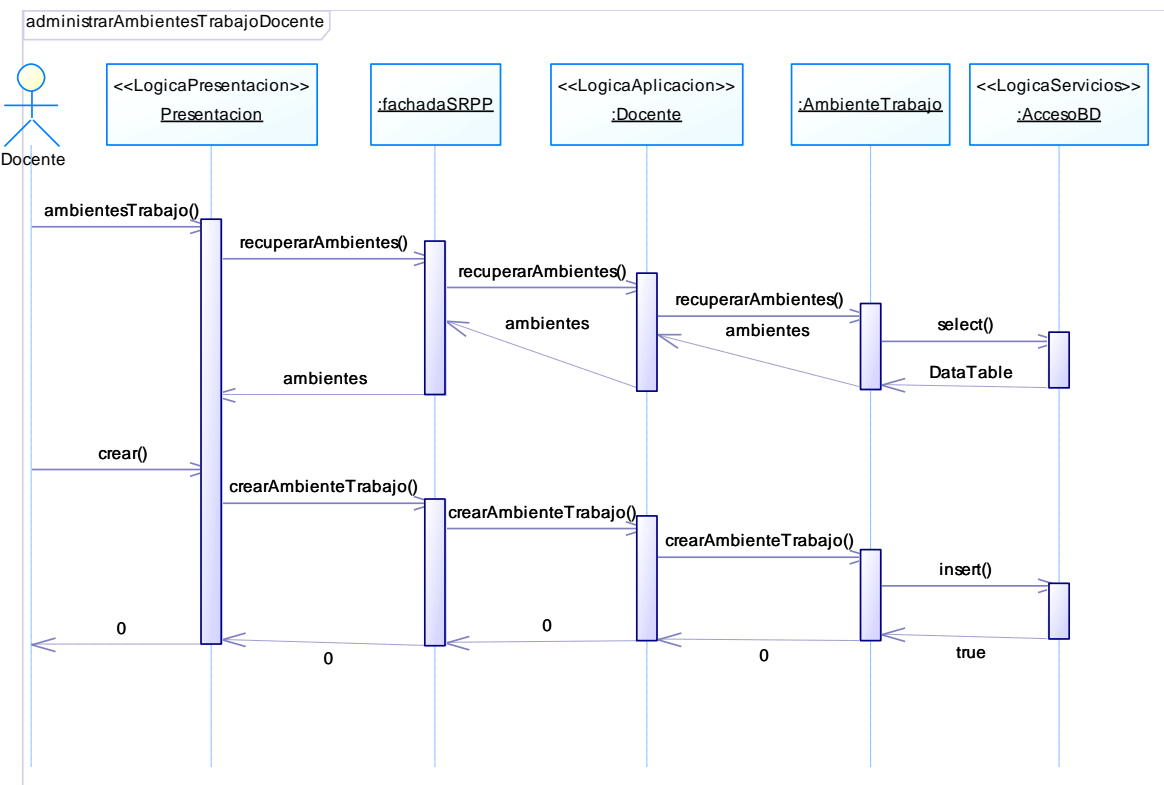 administrarAmbientesTrabajoDocente
<<LogicaPresentacion>>
Presentacion
:fachadaSRPP
<<LogicaAplicacion>>
:Docente
:AmbienteTrabajo
<<LogicaServicios>>
:AccesoBD
Docente
ambientesTrabajo()
recuperarAmbientes()
recuperarAmbientes()
recuperarAmbientes()
select()
ambientes
ambientes
DataTable
ambientes
crear()
crearAmbienteTrabajo()
crearAmbienteTrabajo()
crearAmbienteTrabajo()
insert()
0
0
0
0
true